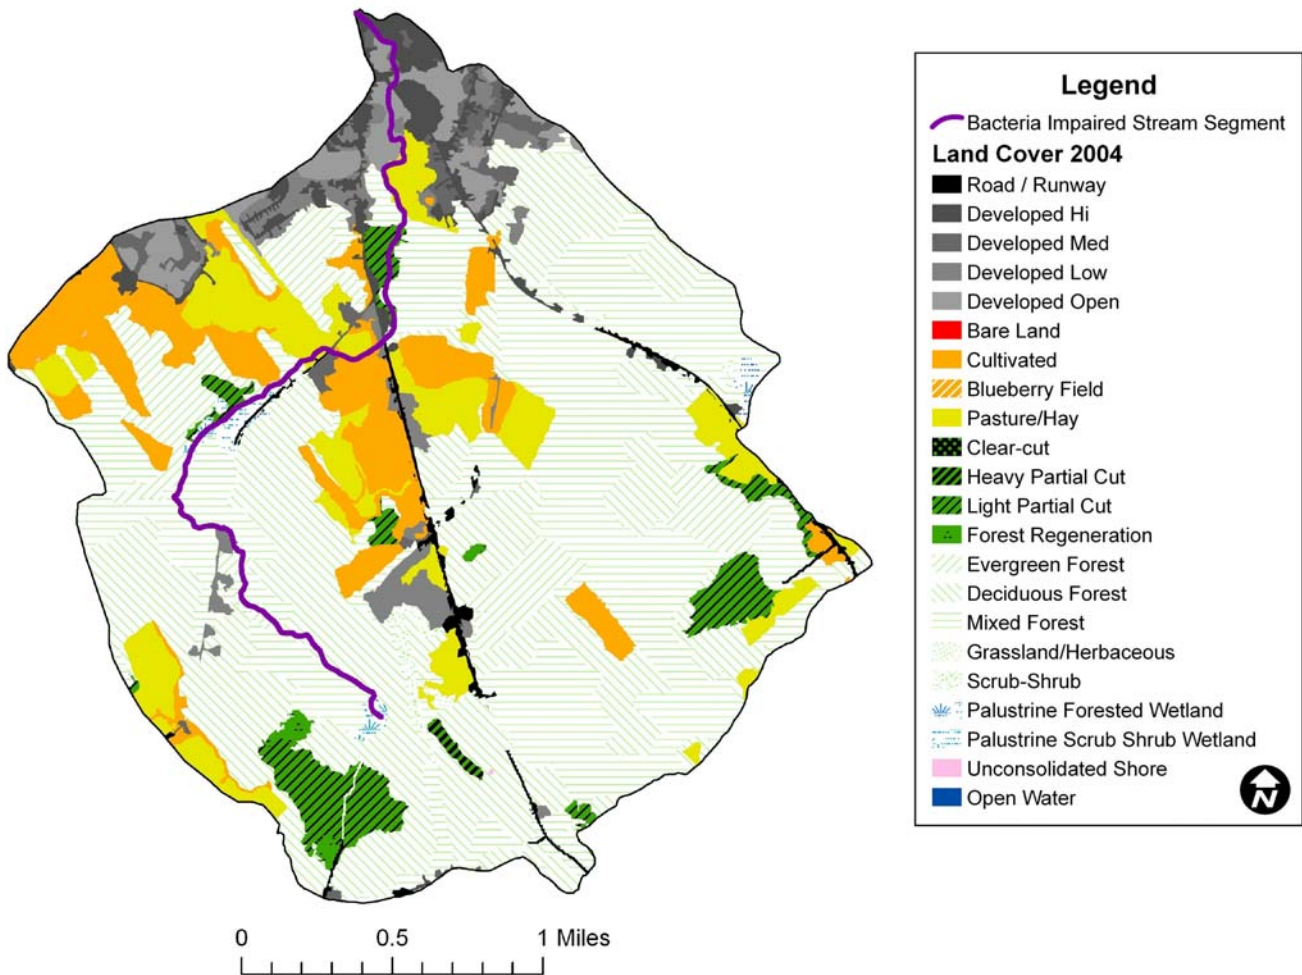 Legend
Bacteria Impaired Stream Segment
Land Cover 2004
Road / Runway
Developed Hi
Developed Med
Developed Low
Developed Open
Bare Land
Cultivated
Blueberry Field
Pasture/Hay
Clear-cut
Heavy Partial Cut
Light Partial Cut
Forest Regeneration
Evergreen Forest
Deciduous Forest
Mixed Forest
Grassland/Herbaceous
Scrub-Shrub
Palustrine Forested Wetland
Palustrine Scrub Shrub Wetland
Unconsolidated Shore
Open Water
N
0 0.5 1 Miles